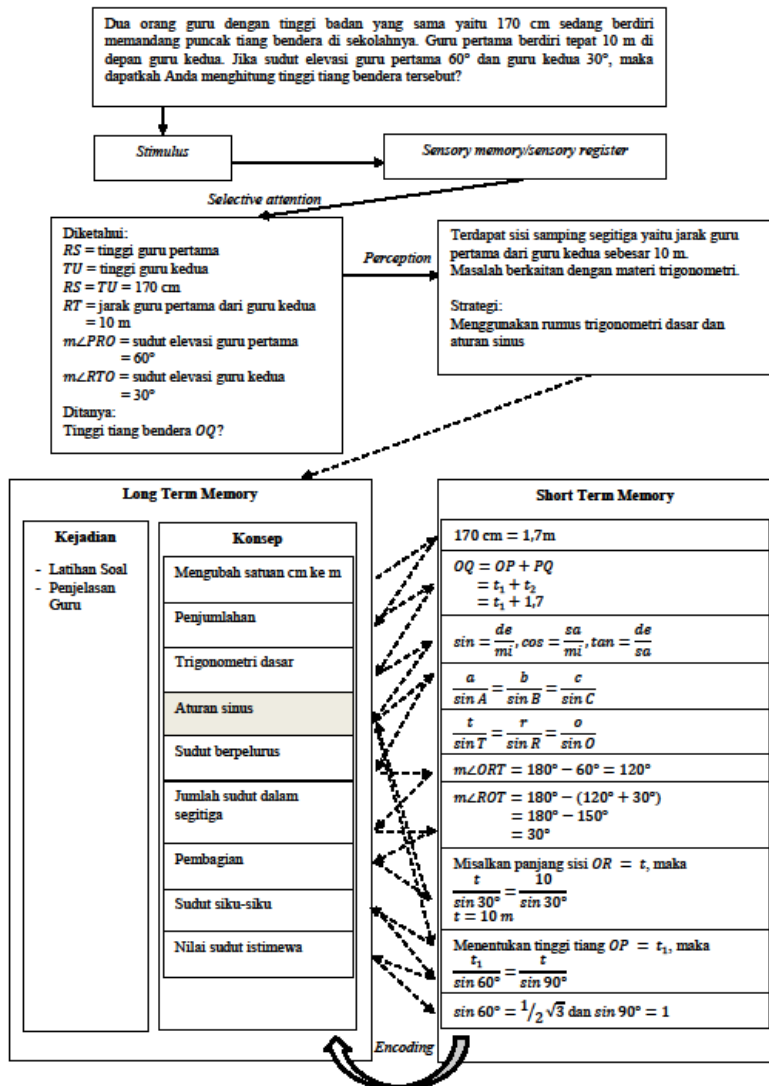 Dua orang guru dengan tinggi badan yang sama yaitu 170 cm sedang berdiri
memandang puncak tiang bendera di sekolahnya. Guru pertama berdiri tepat 10 m di
depan guru kedua. Jika sudut elevasi guru pertama 60° dan guru kedua 30°, maka
dapatkah Anda menghitung tinggi tiang bendera tersebut?
Stimulus
Sensory memory/sensory register
Selective attention
Diketahui:
RS = tinggi guru pertama
TU = tinggi guru kedua
RS = TU = 170 cm
RT = jarak guru pertama dari guru kedua
= 10 m
m∠PRO = sudut elevasi guru pertama
= 60°
m∠RTO = sudut elevasi guru kedua
= 30°
Ditanya:
Tinggi tiang bendera OQ?
Perception
Terdapat sisi samping segitiga yaitu jarak guru
pertama dari guru kedua sebesar 10 m.
Masalah berkaitan dengan materi trigonometri.
Strategi:
Menggunakan rumus trigonometri dasar dan
aturan sinus
Long Term Memory
Kejadian
- Latihan Soal
- Penjelasan
Guru
Konsep
Mengubah satuan cm ke m
Penjumlahan
Trigonometri dasar
Aturan sinus
Sudut berpelurus
Jumlah sudut dalam
segitiga
Pembagian
Sudut siku-siku
Nilai sudut istimewa
Short Term Memory
170 cm = 1,7m
OQ = OP + PQ
= t₁ + t₂
= t₁ + 1,7
sin = de/mi, cos = sa/mi, tan = de/sa
a/sin A = b/sin B = c/sin C
t/sin T = r/sin R = o/sin O
m∠ORT = 180° − 60° = 120°
m∠ROT = 180° − (120° + 30°)
= 180° − 150°
= 30°
Misalkan panjang sisi OR = t, maka
t/sin 30° = 10/sin 30°
t = 10 m
Menentukan tinggi tiang OP = t₁, maka
t₁/sin 60° = t/sin 90°
sin 60° = 1/2 √3 dan sin 90° = 1
Encoding